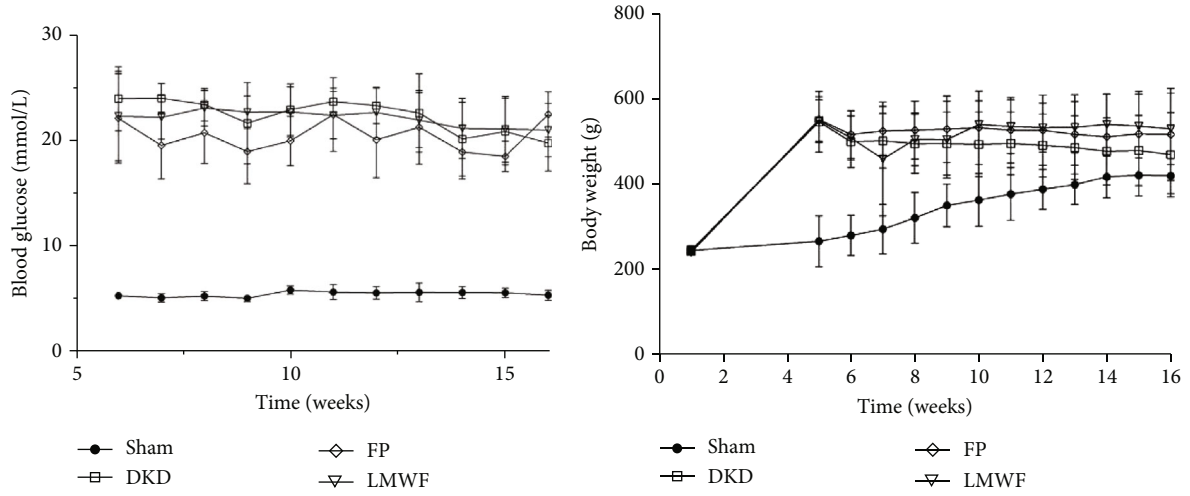 Blood glucose (mmol/L)
30
20
10
0
5
10
15
Time (weeks)
Sham
DKD
FP
LMWF
Body weight (g)
800
600
400
200
0
0
2
4
6
8
10
12
14
16
Time (weeks)
Sham
DKD
FP
LMWF